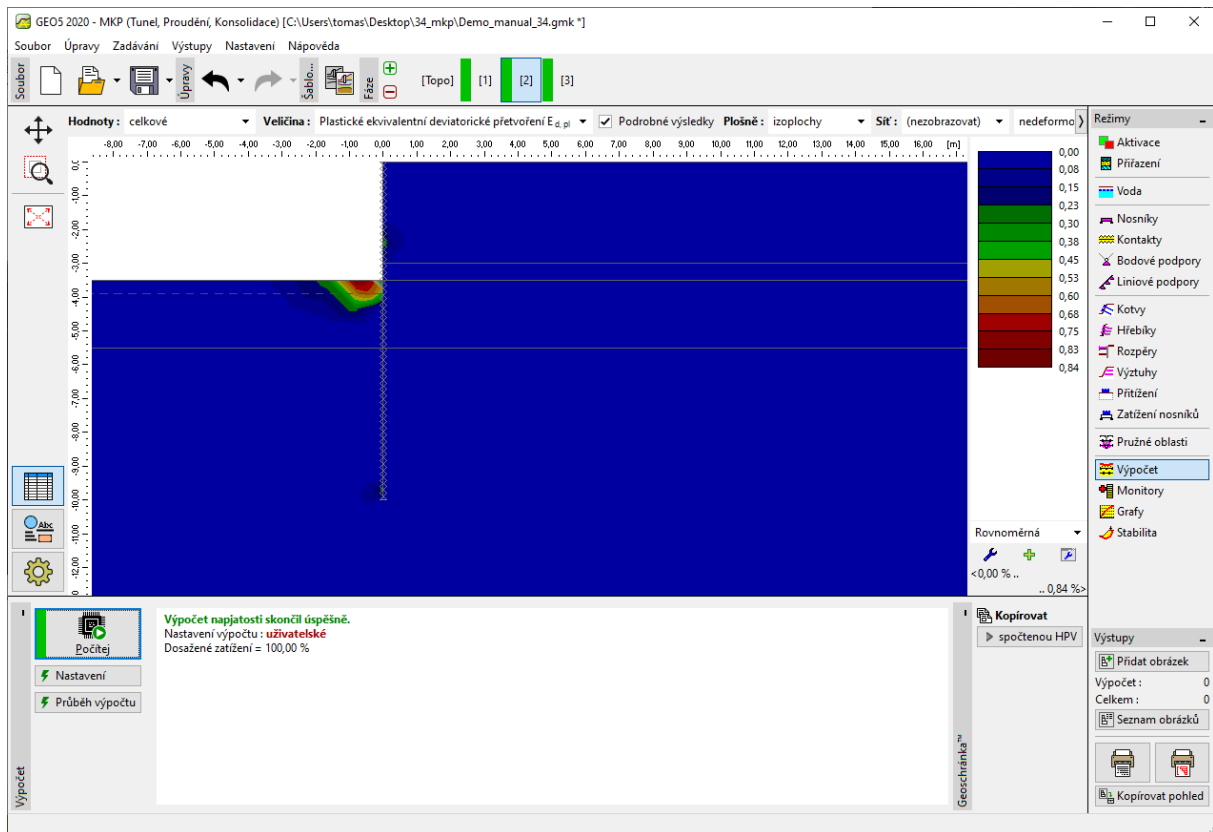 GEO5 2020 - MKP (Tunel, Proudění, Konsolidace) [C:\Users\tomas\Desktop\34_mkp\Demo_manual_34.gmk *]
Soubor Úpravy Zadávání Výstupy Nastavení Nápověda
Soubor Úpravy Šablo... Fáze [Topo] [1] [2] [3]
Hodnoty : celkové Veličina : Plastické ekvivalentní deviatorické přetvoření E d, pl Podrobné výsledky Plošně : izoplochy Síť : (nezobrazovat) nedeformo
-8,00 -7,00 -6,00 -5,00 -4,00 -3,00 -2,00 -1,00 0,00 1,00 2,00 3,00 4,00 5,00 6,00 7,00 8,00 9,00 10,00 11,00 12,00 13,00 14,00 15,00 16,00 [m]
-1,00
-2,00
-3,00
-4,00
-5,00
-6,00
-7,00
-8,00
-9,00
-10,00
-11,00
-12,00
0,00
0,08
0,15
0,23
0,30
0,38
0,45
0,53
0,60
0,68
0,75
0,83
0,84
Rovnoměrná
<0,00 % ..
.. 0,84 %>
Režimy
Aktivace
Přiřazení
Voda
Nosníky
Kontakty
Bodové podpory
Liniové podpory
Kotvy
Hřebíky
Rozpěry
Výztuhy
Přitížení
Zatížení nosníků
Pružné oblasti
Výpočet
Monitory
Grafy
Stabilita
Abc
Výpočet
Počítej
Nastavení
Průběh výpočtu
Výpočet napjatosti skončil úspěšně.
Nastavení výpočtu : uživatelské
Dosažené zatížení = 100,00 %
Geoschránka™
Kopírovat
spočtenou HPV
Výstupy
Přidat obrázek
Výpočet : 0
Celkem : 0
Seznam obrázků
Kopírovat pohled